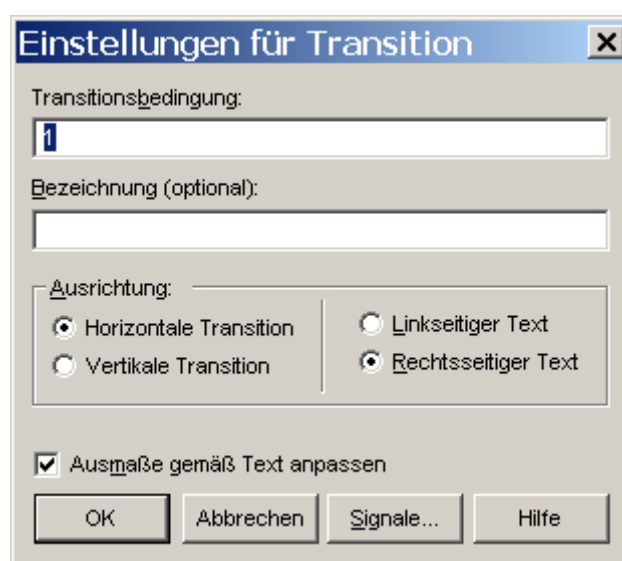 Einstellungen für Transition
Transitionsbedingung:
1
Bezeichnung (optional):
Ausrichtung:
Horizontale Transition
Linkseitiger Text
Vertikale Transition
Rechtsseitiger Text
Ausmaße gemäß Text anpassen
OK Abbrechen Signale... Hilfe